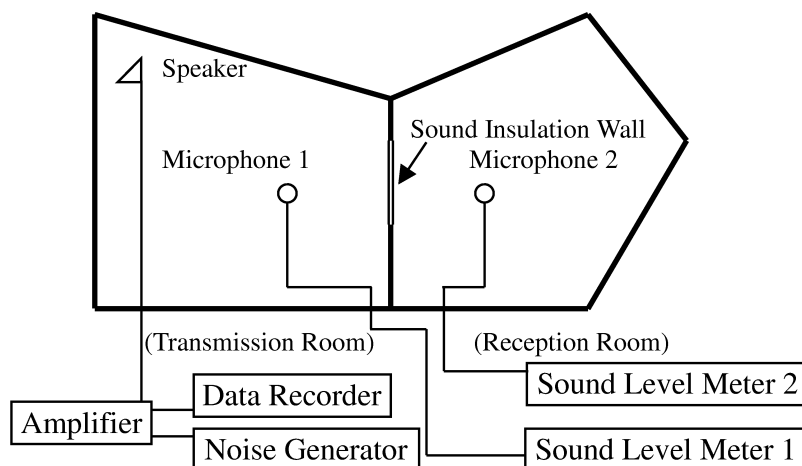 Speaker
Sound Insulation Wall
Microphone 1
Microphone 2
(Transmission Room)
(Reception Room)
Sound Level Meter 2
Data Recorder
Amplifier
Noise Generator
Sound Level Meter 1